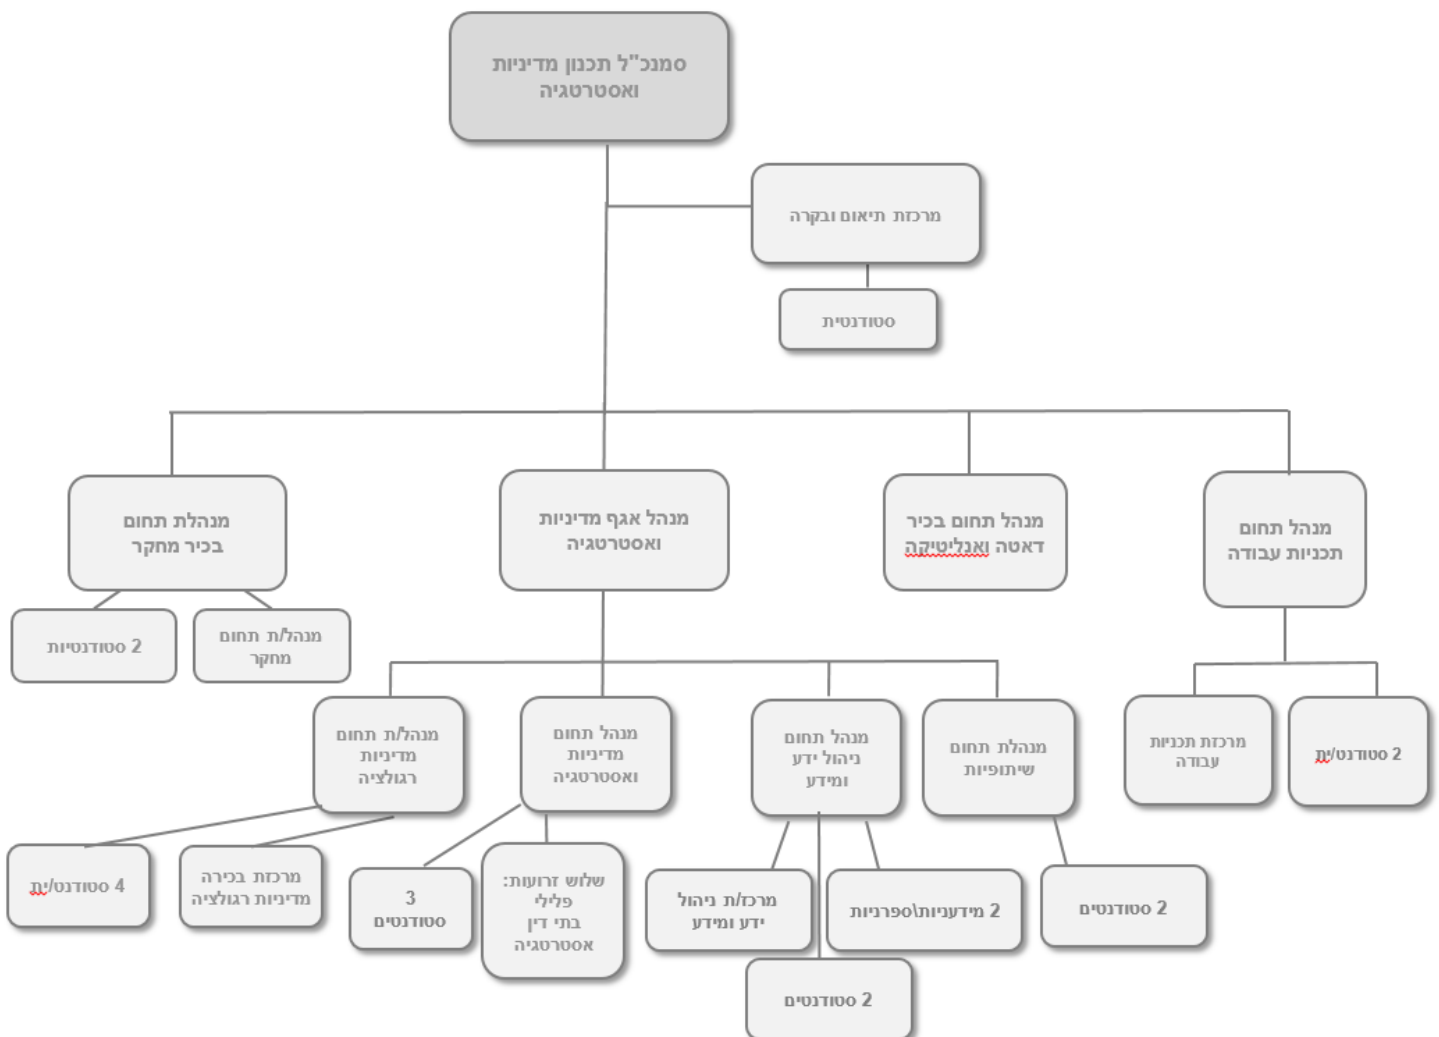 סמנכ"ל תכנון מדיניות
ואסטרטגיה
מרכזת תיאום ובקרה
סטודנטית
מנהל תחום
תכניות עבודה
מנהל תחום בכיר
דאטה ואנליטיקה
מנהל אגף מדיניות
ואסטרטגיה
מנהלת תחום
בכיר מחקר
מנהל/ת תחום
מחקר
2 סטודנטיות
2 סטודנט/ית
מרכזת תכניות
עבודה
מנהלת תחום
שיתופיות
מנהל תחום
ניהול ידע
ומידע
מנהל תחום
מדיניות
ואסטרטגיה
מנהל/ת תחום
מדיניות
רגולציה
2 סטודנטים
2 מידעניות\ספרניות
מרכז/ת ניהול
ידע ומידע
2 סטודנטים
שלוש זרועות:
פלילי
בתי דין
אסטרטגיה
3
סטודנטים
מרכזת בכירה
מדיניות רגולציה
4 סטודנט/ית